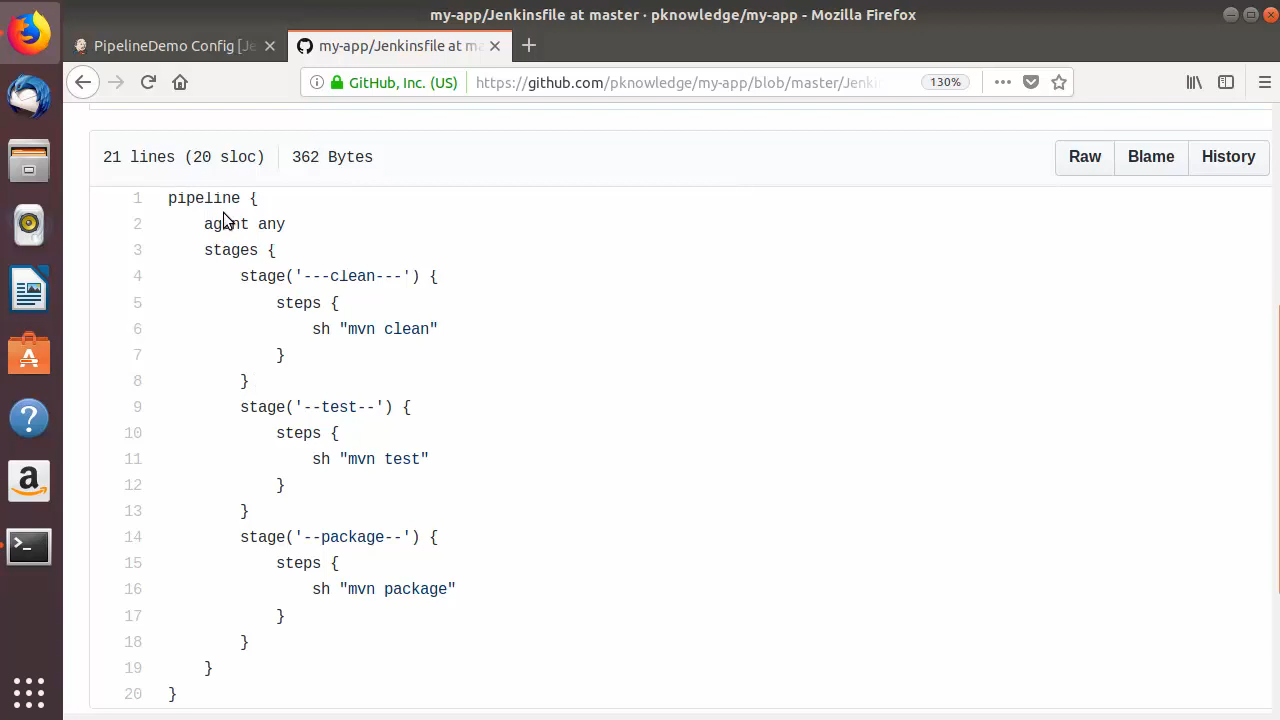 my-app/Jenkinsfile at master · pknowledge/my-app - Mozilla Firefox
PipelineDemo Config [Je
my-app/Jenkinsfile at ma
GitHub, Inc. (US)
https://github.com/pknowledge/my-app/blob/master/Jenki
130%
21 lines (20 sloc)
362 Bytes
Raw
Blame
History
1 pipeline {
2 agent any
3 stages {
4 stage('---clean---') {
5 steps {
6 sh "mvn clean"
7 }
8 }
9 stage('--test--') {
10 steps {
11 sh "mvn test"
12 }
13 }
14 stage('--package--') {
15 steps {
16 sh "mvn package"
17 }
18 }
19 }
20 }